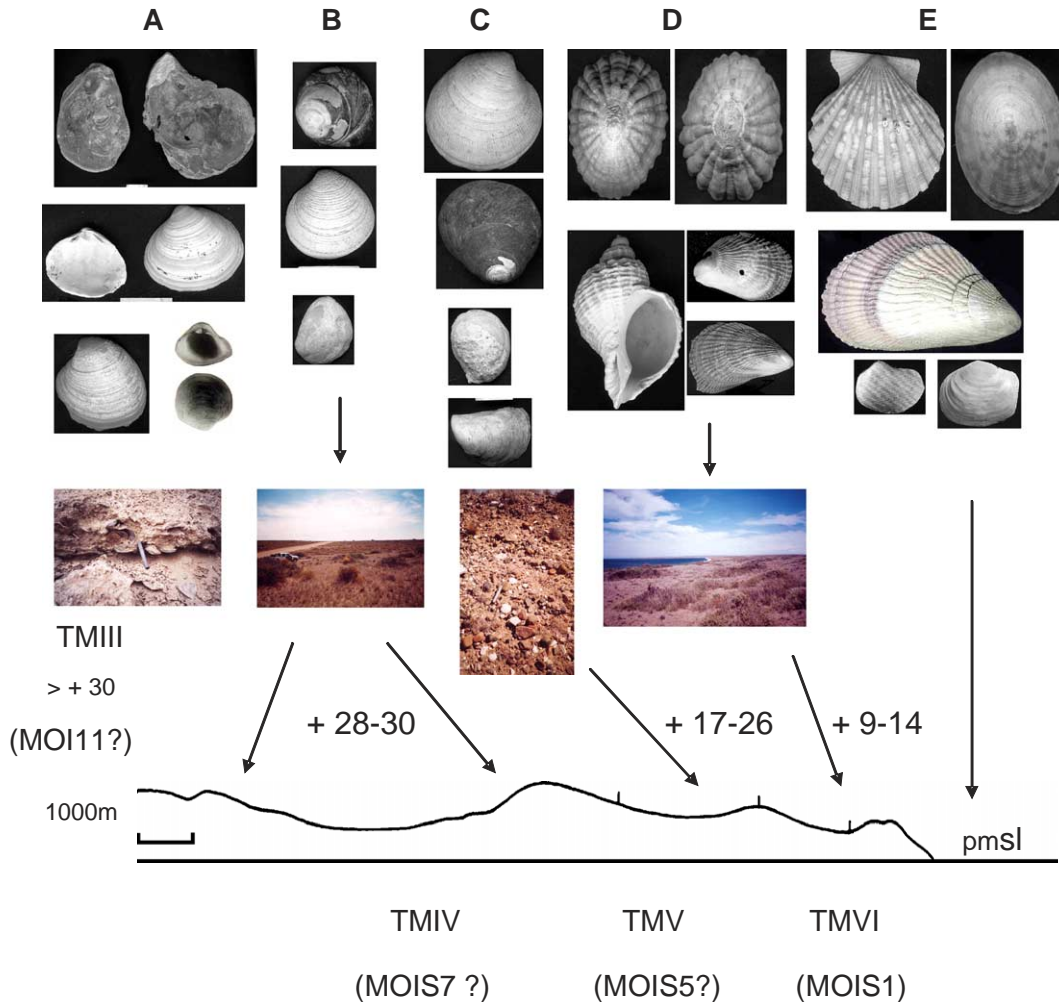 A B C D E
TMIII
> + 30
(MOI11?)
+ 28-30
+ 17-26
+ 9-14
1000m
pmsl
TMIV
TMV
TMVI
(MOIS7 ?)
(MOIS5?)
(MOIS1)